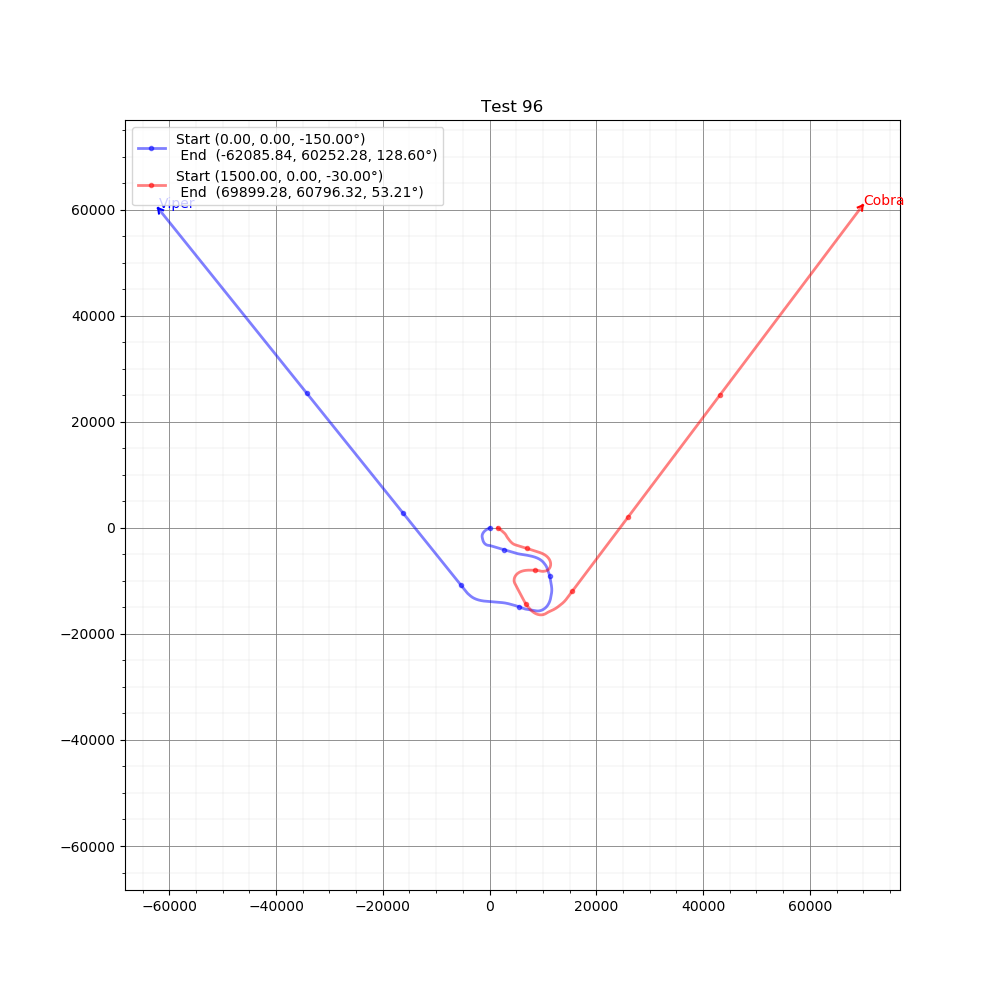 Test 96
Start (0.00, 0.00, -150.00°)
End  (-62085.84, 60252.28, 128.60°)
Start (1500.00, 0.00, -30.00°)
End  (69899.28, 60796.32, 53.21°)
Viper
Cobra
60000
40000
20000
0
−20000
−40000
−60000
−60000
−40000
−20000
0
20000
40000
60000